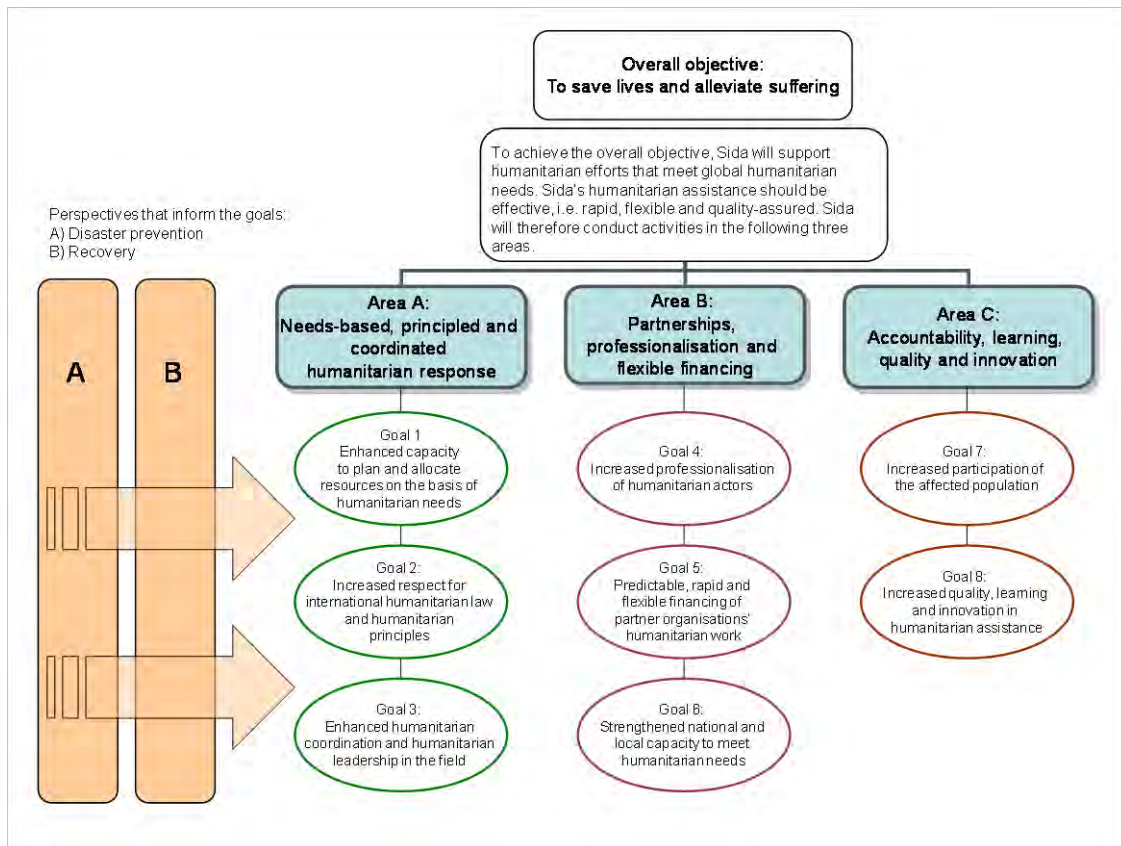 Overall objective:
To save lives and alleviate suffering
To achieve the overall objective, Sida will support
humanitarian efforts that meet global humanitarian
needs. Sida's humanitarian assistance should be
effective, i.e. rapid, flexible and quality-assured. Sida
will therefore conduct activities in the following three
areas.
Perspectives that inform the goals:
A) Disaster prevention
B) Recovery
A
B
Area A:
Needs-based, principled and
coordinated
humanitarian response
Goal 1
Enhanced capacity
to plan and allocate
resources on the basis of
humanitarian needs
Goal 2:
Increased respect for
international humanitarian law
and humanitarian
principles
Goal 3:
Enhanced humanitarian
coordination and humanitarian
leadership in the field
Area B:
Partnerships,
professionalisation and
flexible financing
Goal 4:
Increased professionalisation
of humanitarian actors
Goal 5:
Predictable, rapid and
flexible financing of
partner organisations'
humanitarian work
Goal 6:
Strengthened national and
local capacity to meet
humanitarian needs
Area C:
Accountability, learning,
quality and innovation
Goal 7:
Increased participation of
the affected population
Goal 8:
Increased quality, learning
and innovation in
humanitarian assistance